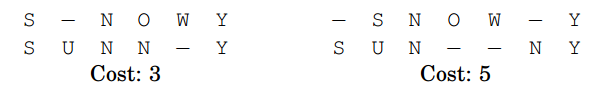 S — N O W Y
S U N N — Y
Cost: 3
— S N O W — Y
S U N — — N Y
Cost: 5